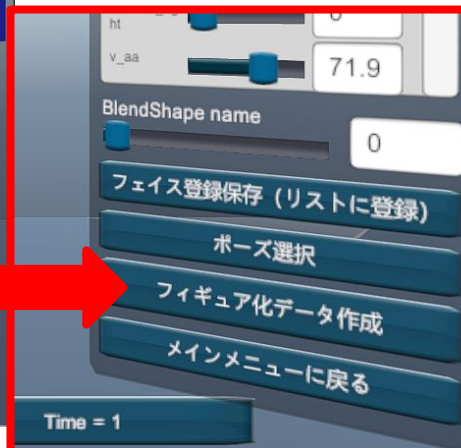 ht
0
v_aa
71.9
BlendShape name
0
フェイス登録保存（リストに登録）
ポーズ選択
フィギュア化データ作成
メインメニューに戻る
Time = 1